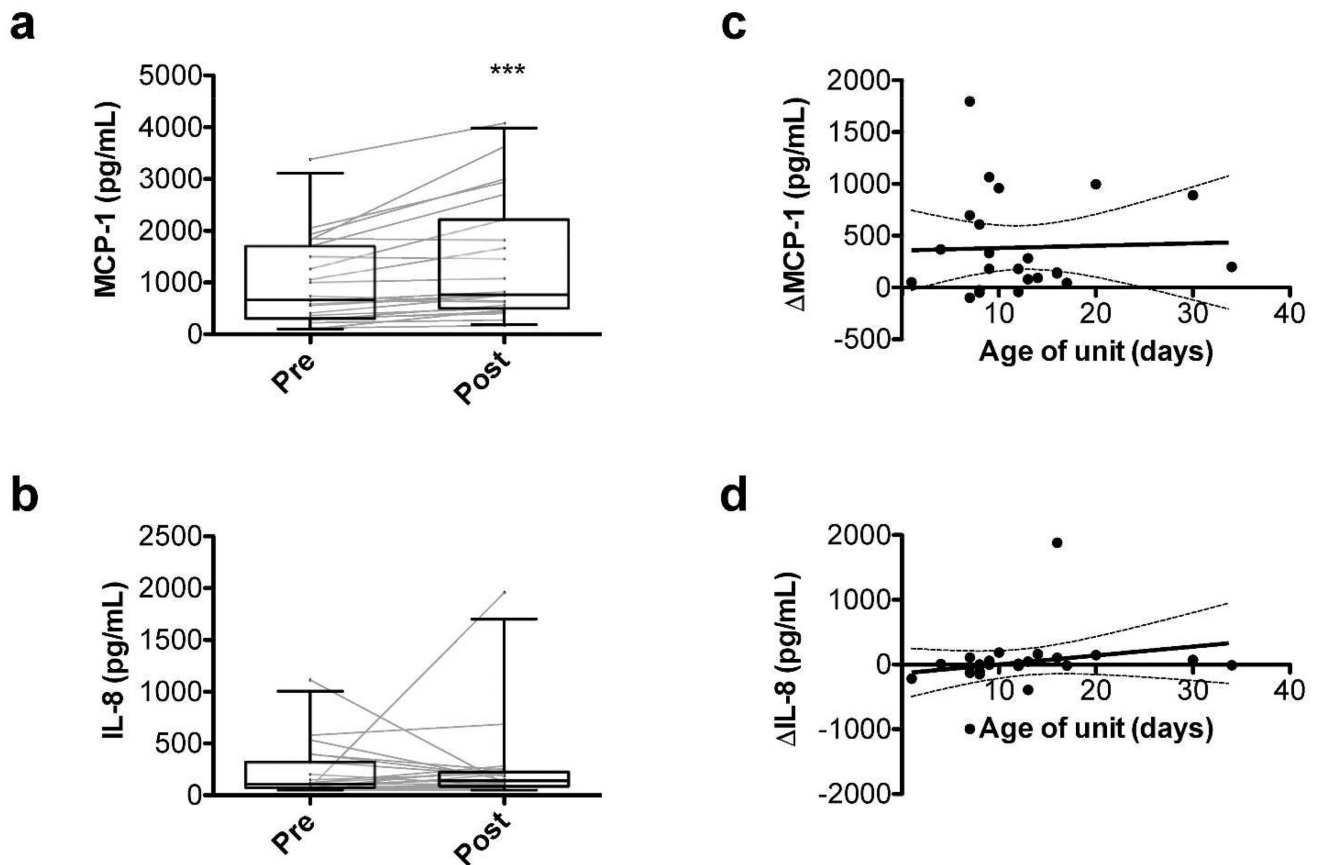 a
MCP-1 (pg/mL)
5000
4000
3000
2000
1000
0
***
Pre
Post
c
ΔMCP-1 (pg/mL)
2000
1500
1000
500
0
-500
10
20
30
40
Age of unit (days)
b
IL-8 (pg/mL)
2500
2000
1500
1000
500
0
Pre
Post
d
ΔIL-8 (pg/mL)
2000
1000
0
-1000
-2000
10
20
30
40
Age of unit (days)